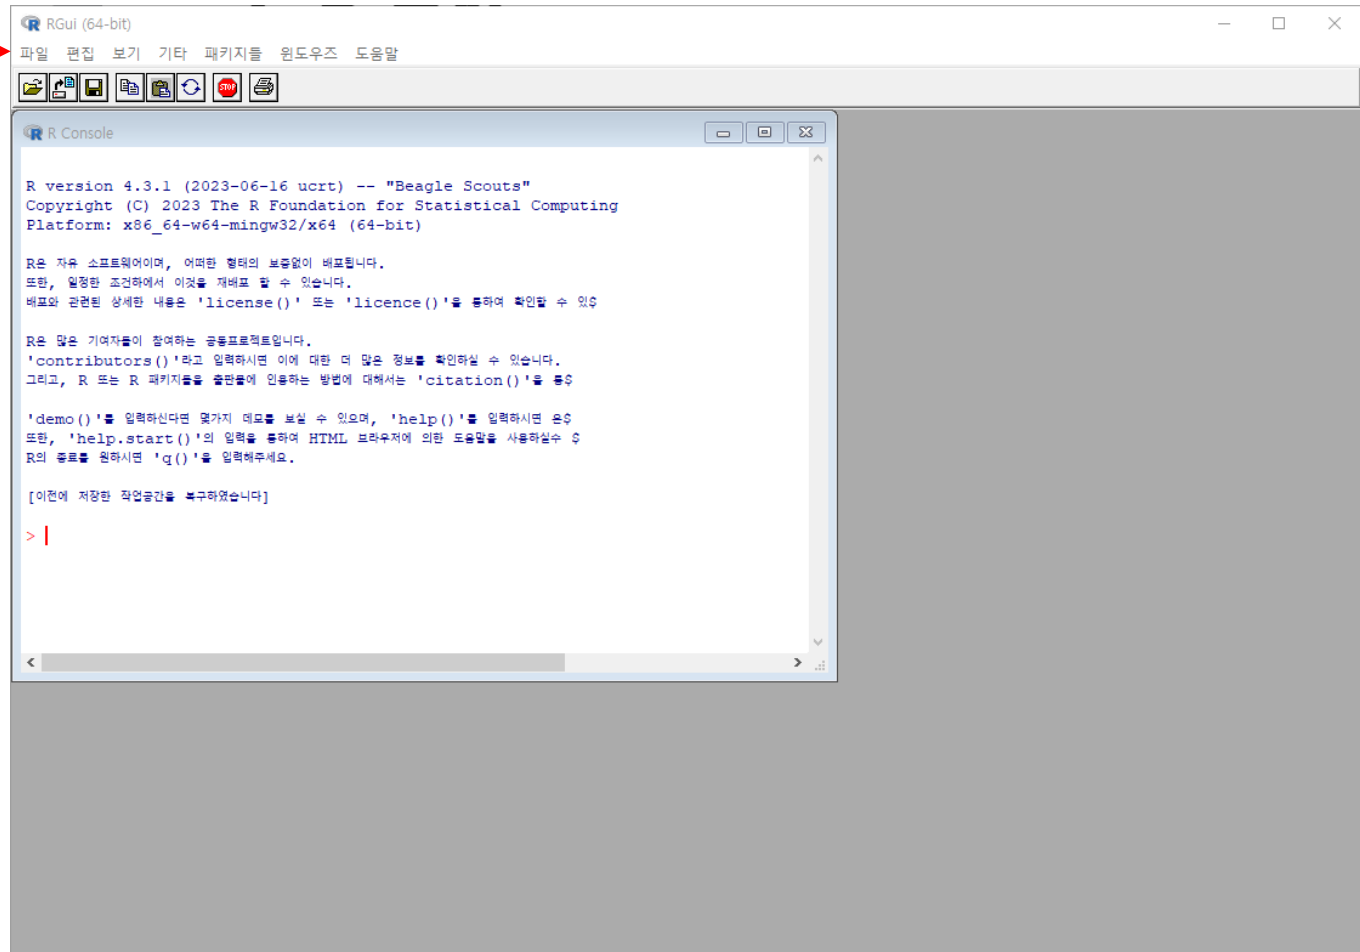 RGui (64-bit)
파일 편집 보기 기타 패키지들 윈도우즈 도움말
STOP
R Console
R version 4.3.1 (2023-06-16 ucrt) -- "Beagle Scouts"
Copyright (C) 2023 The R Foundation for Statistical Computing
Platform: x86_64-w64-mingw32/x64 (64-bit)
R은 자유 소프트웨어이며, 어떠한 형태의 보증없이 배포됩니다.
또한, 일정한 조건하에서 이것을 재배포 할 수 있습니다.
배포와 관련된 상세한 내용은 'license()' 또는 'licence()'을 통하여 확인할 수 있$
R은 많은 기여자들이 참여하는 공동프로젝트입니다.
'contributors()'라고 입력하시면 이에 대한 더 많은 정보를 확인하실 수 있습니다.
그리고, R 또는 R 패키지들을 출판물에 인용하는 방법에 대해서는 'citation()'을 통$
'demo()'를 입력하신다면 몇가지 데모를 보실 수 있으며, 'help()'를 입력하시면 온$
또한, 'help.start()'의 입력을 통하여 HTML 브라우저에 의한 도움말을 사용하실수 $
R의 종료를 원하시면 'q()'을 입력해주세요.
[이전에 저장한 작업공간을 복구하였습니다]
>